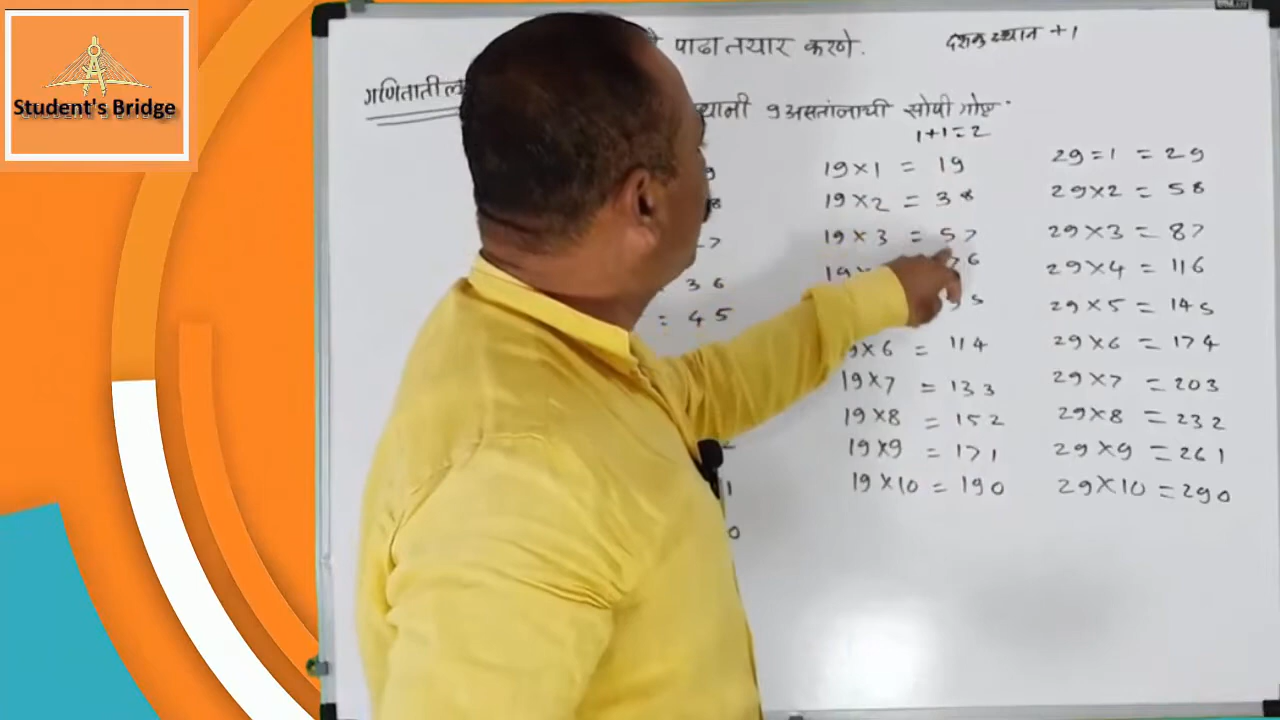 Student's Bridge
पाढा तयार करणे.
दशक स्थान +1
गणितातील
स्थानी 9 असतांनाची सोपी गोष्ट.
1+1=2
= 45
19×1 = 19
19×2 = 38
19×3 = 57
19×
9×6 = 114
19×7 = 133
19×8 = 152
19×9 = 171
19×10 = 190
29=1 = 29
29×2 = 58
29×3 = 87
29×4 = 116
29×5 = 145
29×6 = 174
29×7 = 203
29×8 = 232
29×9 = 261
29×10 = 290